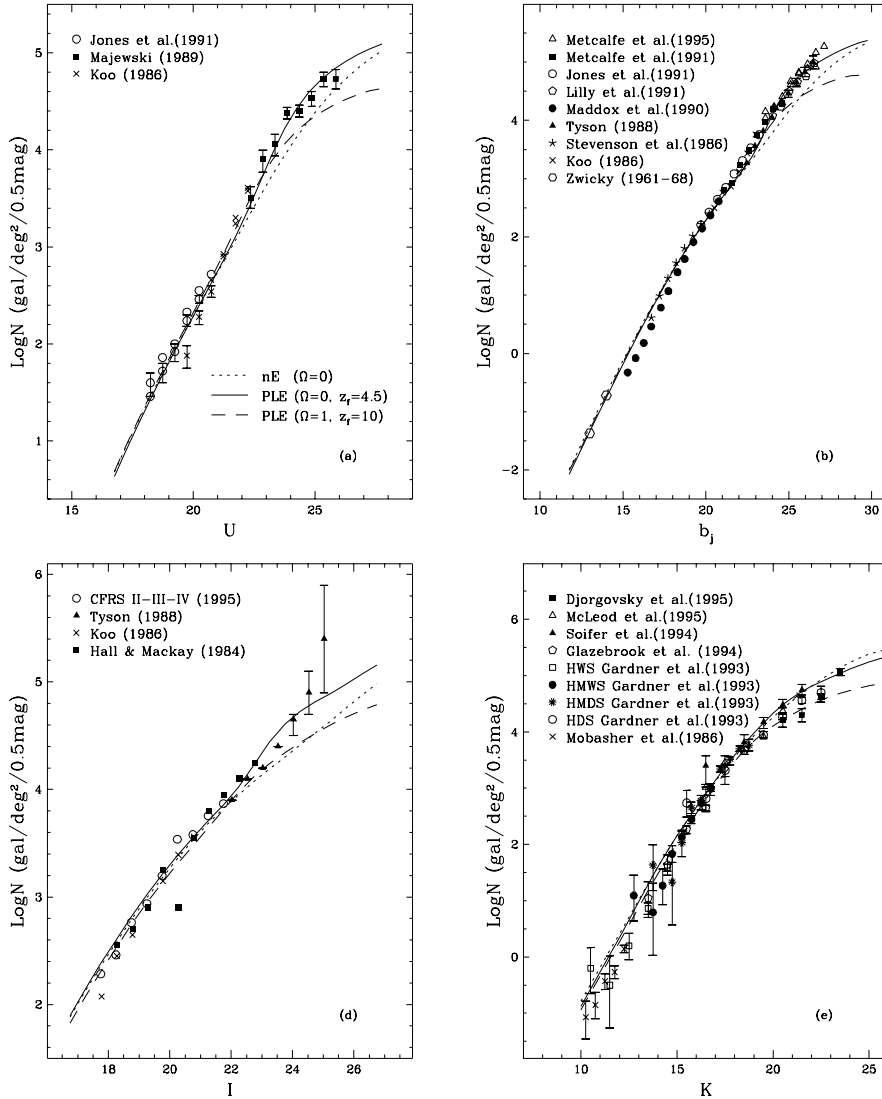 Jones et al.(1991)
Majewski (1989)
Koo (1986)
nE (Ω=0)
PLE (Ω=0, z_f=4.5)
PLE (Ω=1, z_f=10)
(a)
LogN (gal/deg²/0.5mag)
5
4
3
2
1
15
20
25
U
Metcalfe et al.(1995)
Metcalfe et al.(1991)
Jones et al.(1991)
Lilly et al.(1991)
Maddox et al.(1990)
Tyson (1988)
Stevenson et al.(1986)
Koo (1986)
Zwicky (1961−68)
(b)
LogN (gal/deg²/0.5mag)
6
4
2
0
−2
10
15
20
25
30
b_j
CFRS II−III−IV (1995)
Tyson (1988)
Koo (1986)
Hall & Mackay (1984)
(d)
LogN (gal/deg²/0.5mag)
6
5
4
3
2
18
20
22
24
26
I
Djorgovsky et al.(1995)
McLeod et al.(1995)
Soifer et al.(1994)
Glazebrook et al.(1994)
HWS Gardner et al.(1993)
HMWS Gardner et al.(1993)
HMDS Gardner et al.(1993)
HDS Gardner et al.(1993)
Mobasher et al.(1986)
(e)
LogN (gal/deg²/0.5mag)
6
4
2
0
10
15
20
25
K